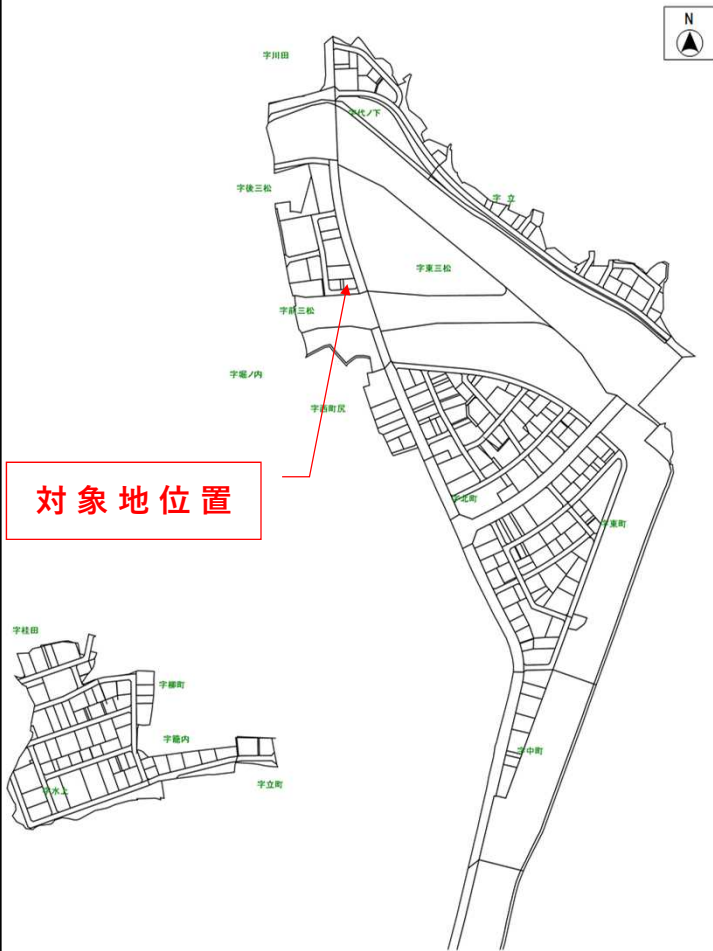 N
字川田
字代ノ下
字後三松
字 立
字東三松
字前三松
字堀ノ内
字西町尻
対象地位置
字北町
字東町
字桂田
字柳町
字籠内
字中町
字立町
字水上